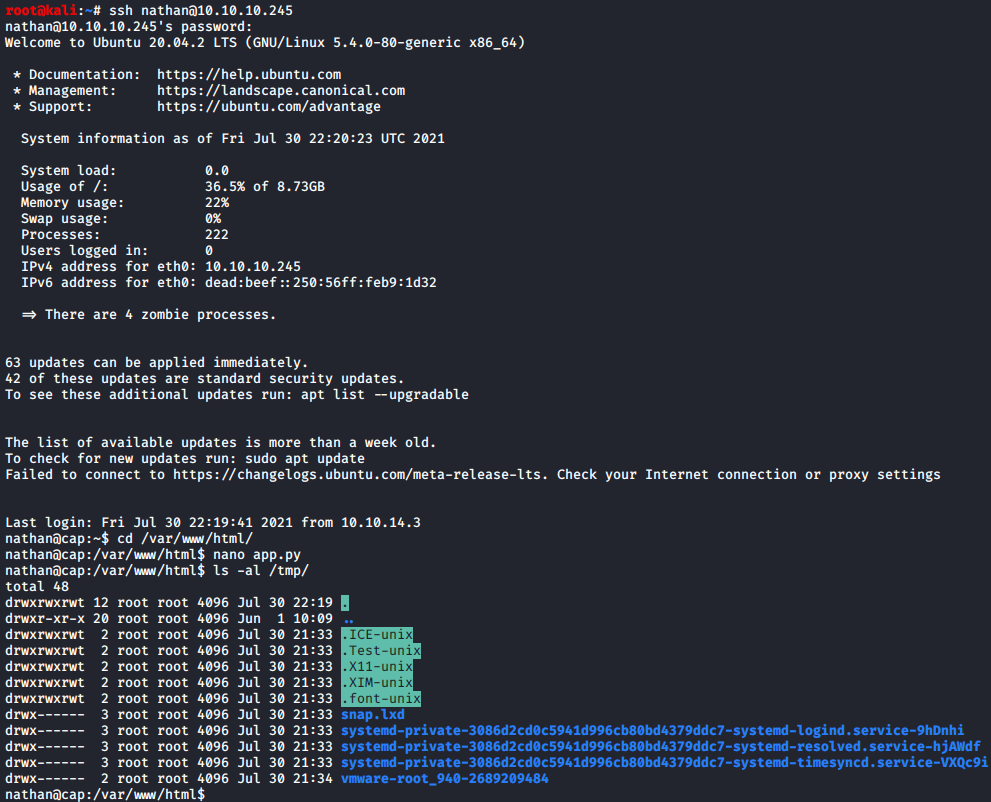 root@kali:~# ssh nathan@10.10.10.245
nathan@10.10.10.245's password:
Welcome to Ubuntu 20.04.2 LTS (GNU/Linux 5.4.0-80-generic x86_64)
* Documentation:  https://help.ubuntu.com
* Management:     https://landscape.canonical.com
* Support:        https://ubuntu.com/advantage
System information as of Fri Jul 30 22:20:23 UTC 2021
System load:           0.0
Usage of /:            36.5% of 8.73GB
Memory usage:          22%
Swap usage:            0%
Processes:             222
Users logged in:       0
IPv4 address for eth0: 10.10.10.245
IPv6 address for eth0: dead:beef::250:56ff:feb9:1d32
=> There are 4 zombie processes.
63 updates can be applied immediately.
42 of these updates are standard security updates.
To see these additional updates run: apt list --upgradable
The list of available updates is more than a week old.
To check for new updates run: sudo apt update
Failed to connect to https://changelogs.ubuntu.com/meta-release-lts. Check your Internet connection or proxy settings
Last login: Fri Jul 30 22:19:41 2021 from 10.10.14.3
nathan@cap:~$ cd /var/www/html/
nathan@cap:/var/www/html$ nano app.py
nathan@cap:/var/www/html$ ls -al /tmp/
total 48
drwxrwxrwt 12 root root 4096 Jul 30 22:19 .
drwxr-xr-x 20 root root 4096 Jun  1 10:09 ..
drwxrwxrwt  2 root root 4096 Jul 30 21:33 .ICE-unix
drwxrwxrwt  2 root root 4096 Jul 30 21:33 .Test-unix
drwxrwxrwt  2 root root 4096 Jul 30 21:33 .X11-unix
drwxrwxrwt  2 root root 4096 Jul 30 21:33 .XIM-unix
drwxrwxrwt  2 root root 4096 Jul 30 21:33 .font-unix
drwx------  3 root root 4096 Jul 30 21:33 snap.lxd
drwx------  3 root root 4096 Jul 30 21:33 systemd-private-3086d2cd0c5941d996cb80bd4379ddc7-systemd-logind.service-9hDnhi
drwx------  3 root root 4096 Jul 30 21:33 systemd-private-3086d2cd0c5941d996cb80bd4379ddc7-systemd-resolved.service-hjAWdf
drwx------  3 root root 4096 Jul 30 21:33 systemd-private-3086d2cd0c5941d996cb80bd4379ddc7-systemd-timesyncd.service-VXQc9i
drwx------  2 root root 4096 Jul 30 21:34 vmware-root_940-2689209484
nathan@cap:/var/www/html$